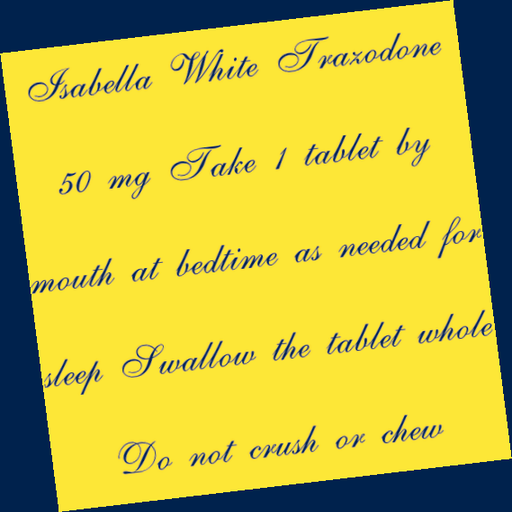 Isabella White Trazodone
50 mg Take 1 tablet by
mouth at bedtime as needed for
sleep Swallow the tablet whole
Do not crush or chew